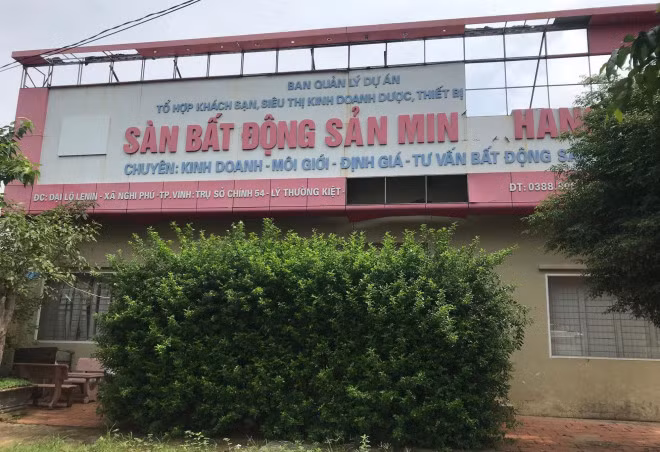 BAN QUẢN LÝ DỰ ÁN
TỔ HỢP KHÁCH SẠN, SIÊU THỊ KINH DOANH DƯỢC, THIẾT BỊ
SÀN BẤT ĐỘNG SẢN MIN HAN
CHUYÊN: KINH DOANH - MÔI GIỚI - ĐỊNH GIÁ - TƯ VẤN BẤT ĐỘNG
ĐC: ĐẠI LỘ LENIN - XÃ NGHI PHÚ - TP. VINH: TRỤ SỞ CHÍNH 54 - LÝ THƯỜNG KIỆT- ĐT: 0388